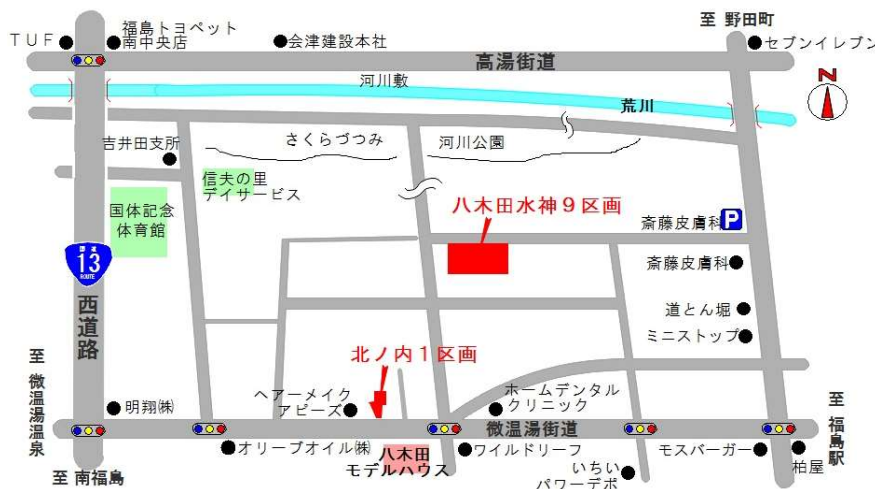 至 野田町
福島トヨペット
南中央店
TUF
会津建設本社
セブンイレブン
高湯街道
河川敷
荒川
N
吉井田支所
さくらづつみ
河川公園
信夫の里
デイサービス
国体記念
体育館
八木田水神9区画
斎藤皮膚科
P
国道
13
ROUTE
斎藤皮膚科
西道路
道とん堀
ミニストップ
北ノ内1区画
至 微温湯温泉
明翔㈱
ヘアーメイク
アピーズ
ホームデンタル
クリニック
至 福島駅
微温湯街道
オリーブオイル㈱
八木田
モデルハウス
ワイルドリーフ
モスバーガー
柏屋
いちい
パワーデポ
至 南福島